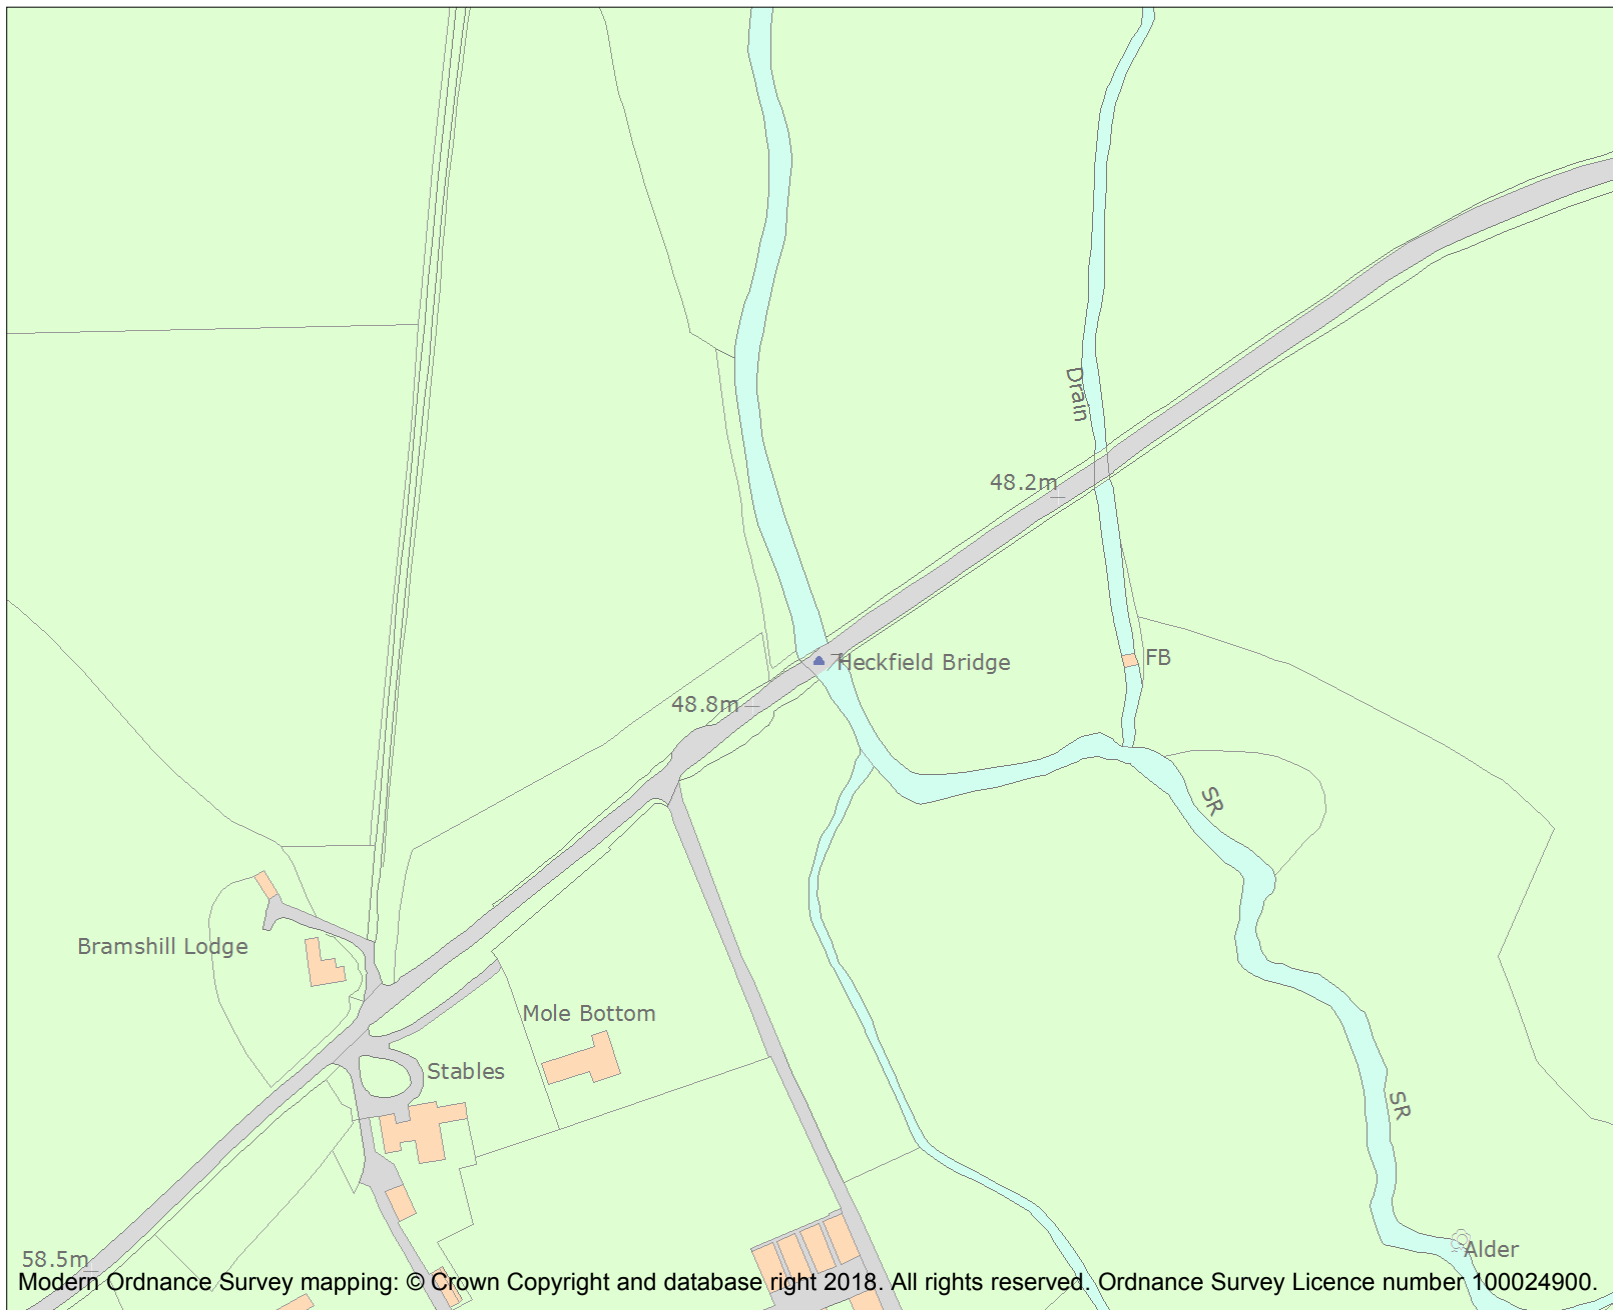 Drain
48.2m
Heckfield Bridge
FB
48.8m
SR
Bramshill Lodge
Mole Bottom
Stables
SR
Alder
58.5m
Modern Ordnance Survey mapping: © Crown Copyright and database right 2018. All rights reserved. Ordnance Survey Licence number 100024900.